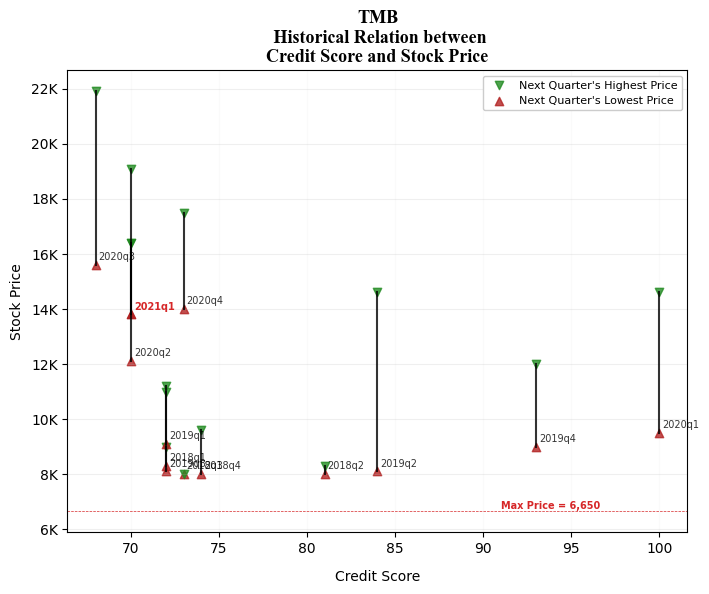 TMB
Historical Relation between
Credit Score and Stock Price
Next Quarter's Highest Price
Next Quarter's Lowest Price
Stock Price
22K
20K
18K
16K
14K
12K
10K
8K
6K
2020q3
2021q1
2020q4
2020q2
2019q1
2018q1
2018q4
2018q2
2019q2
2019q4
2020q1
Max Price = 6,650
70
75
80
85
90
95
100
Credit Score